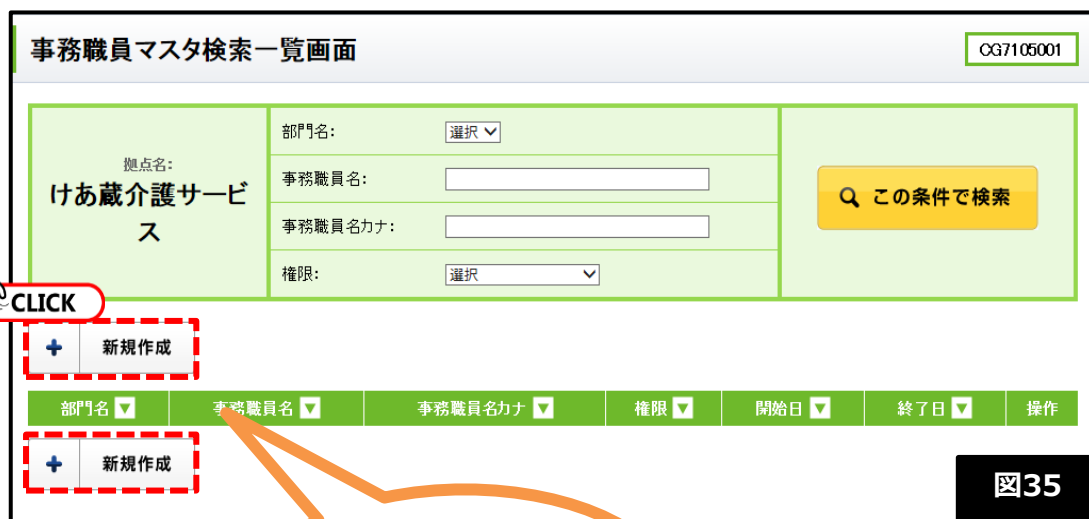 事務職員マスタ検索一覧画面
CG7105001
拠点名:
けあ蔵介護サービ
ス
部門名:
選択
事務職員名:
事務職員名カナ:
権限:
選択
この条件で検索
CLICK
新規作成
部門名 事務職員名 事務職員名カナ 権限 開始日 終了日 操作
新規作成
図35